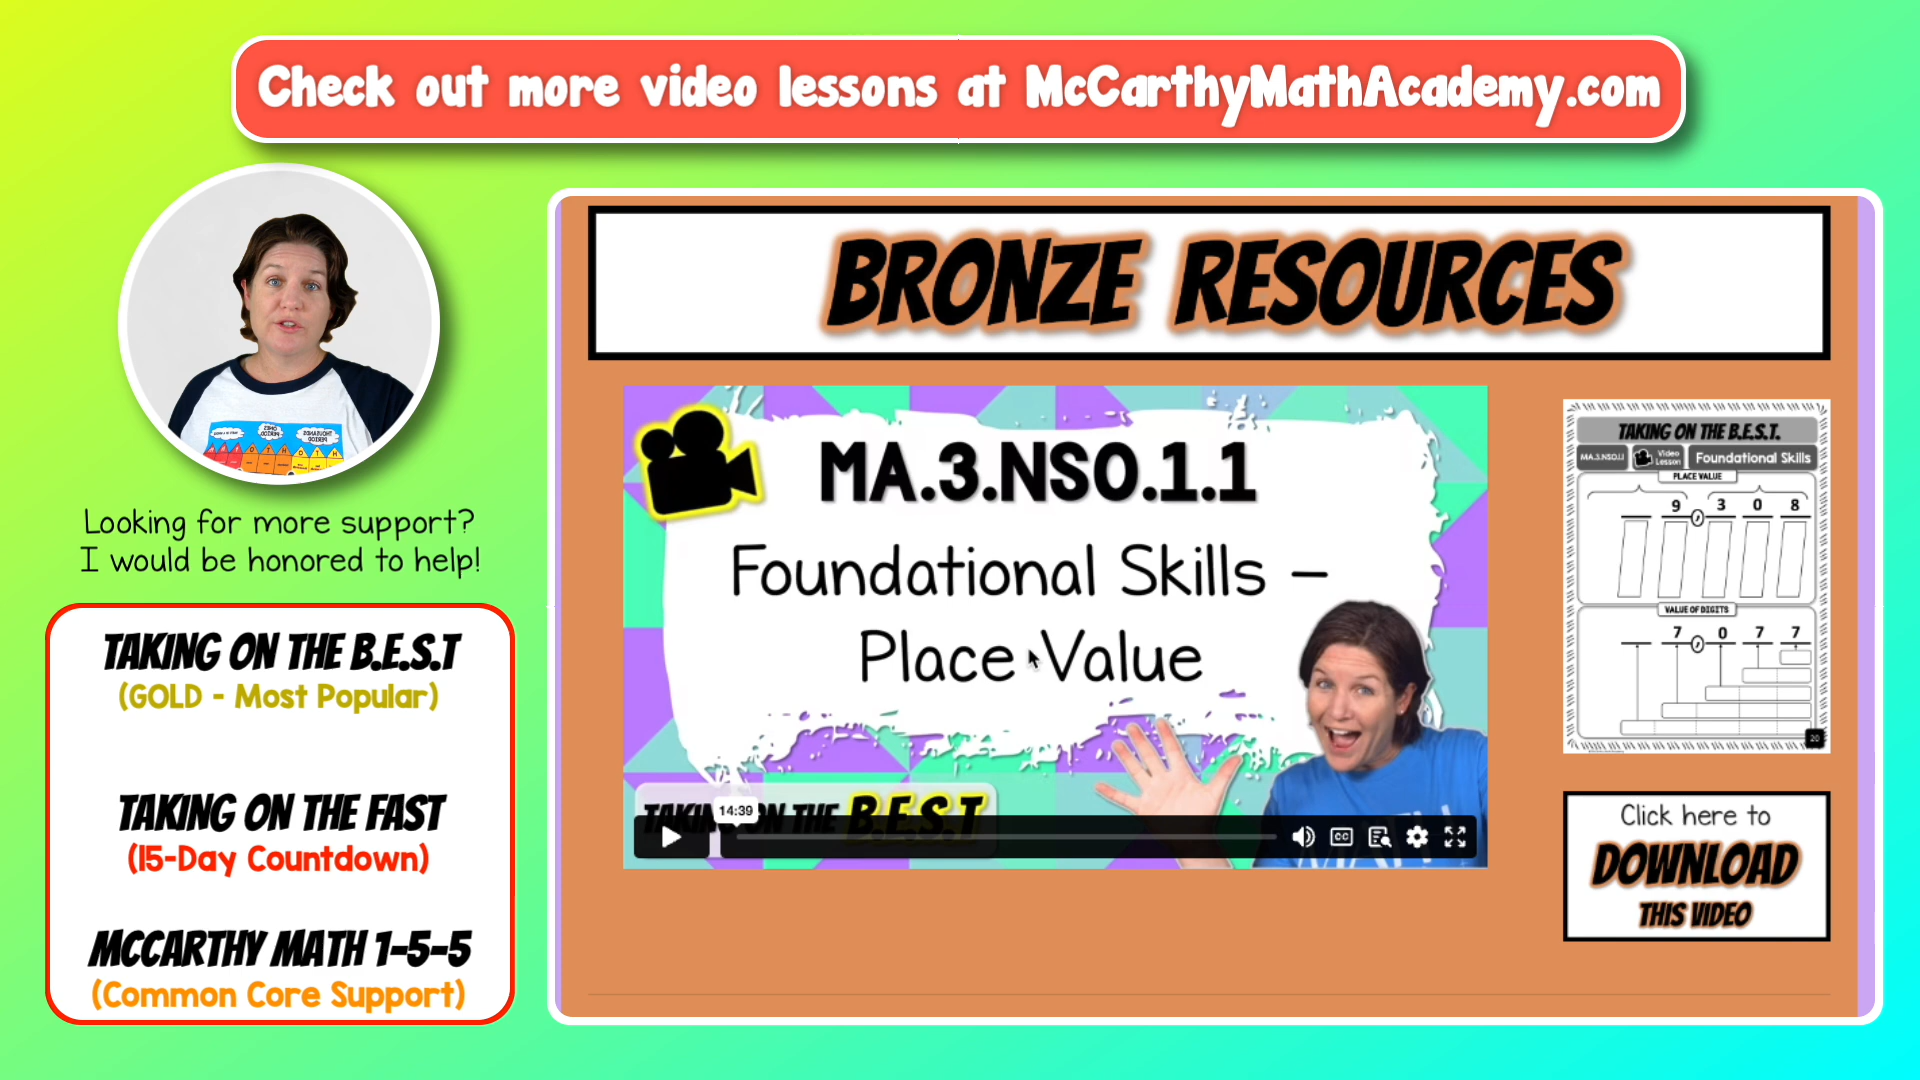 Check out more video lessons at McCarthyMathAcademy.com
Looking for more support?
I would be honored to help!
TAKING ON THE B.E.S.T
(GOLD - Most Popular)
TAKING ON THE FAST
(15-Day Countdown)
MCCARTHY MATH 1-5-5
(Common Core Support)
BRONZE RESOURCES
MA.3.NSO.1.1
Foundational Skills –
Place Value
TAKING ON THE B.E.S.T
14:39
CC
TAKING ON THE B.E.S.T.
MA.3.NSO.1.1
Video
Lesson
Foundational Skills
PLACE VALUE
9 , 3 0 8
VALUE OF DIGITS
7 , 0 7 7
20
Click here to
DOWNLOAD
THIS VIDEO